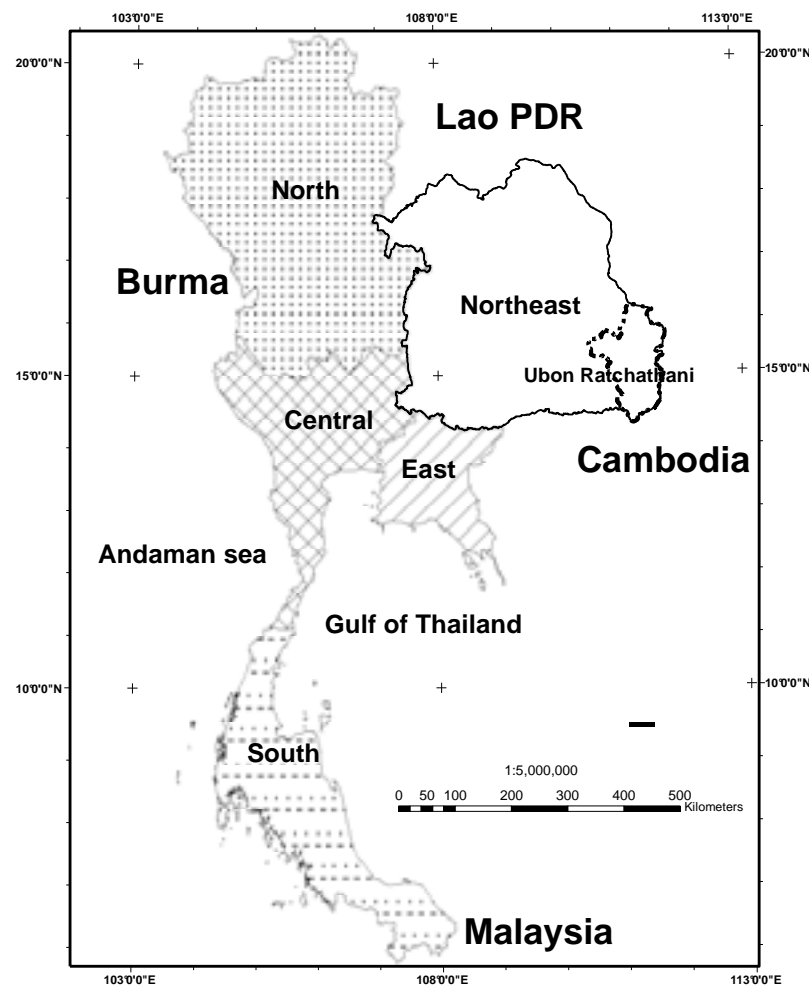 103'0'0"E 108'0'0"E 113'0'0"E
20'0'0"N 20'0'0"N
Lao PDR
North
Burma
Northeast
15'0'0"N 15'0'0"N
Ubon Ratchathani
Central
East
Cambodia
Andaman sea
Gulf of Thailand
10'0'0"N 10'0'0"N
South
1:5,000,000
0 50 100 200 300 400 500
Kilometers
Malaysia
103'0'0"E 108'0'0"E 113'0'0"E